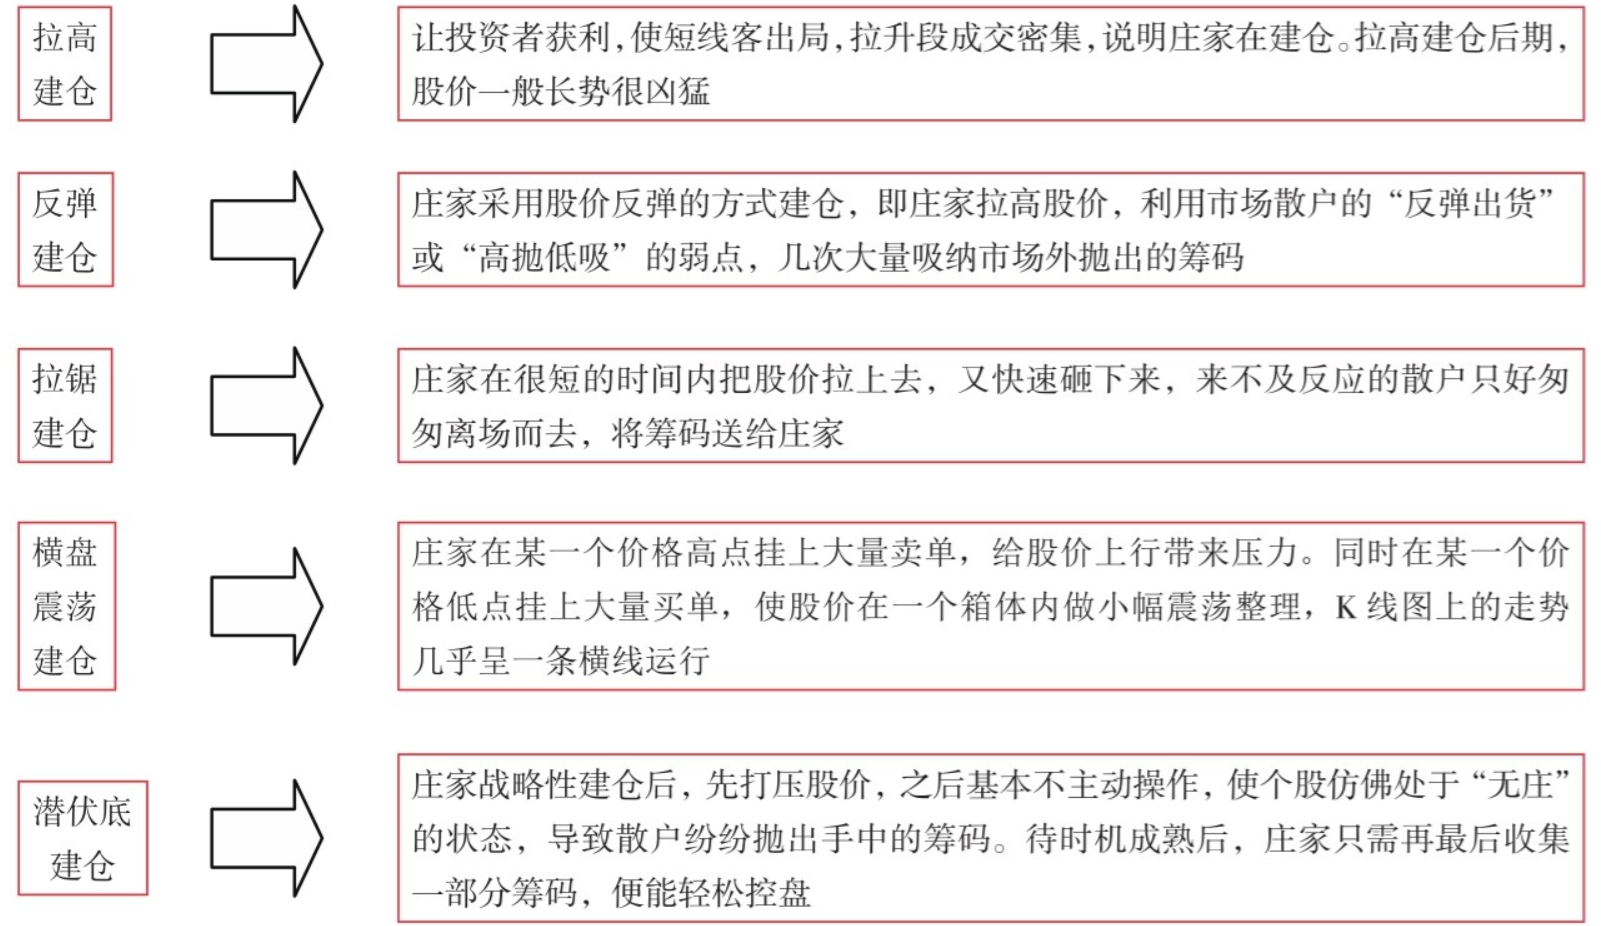 拉高
建仓
让投资者获利,使短线客出局,拉升段成交密集,说明庄家在建仓。拉高建仓后期,
股价一般长势很凶猛
反弹
建仓
庄家采用股价反弹的方式建仓，即庄家拉高股价，利用市场散户的“反弹出货”
或“高抛低吸”的弱点，几次大量吸纳市场外抛出的筹码
拉锯
建仓
庄家在很短的时间内把股价拉上去，又快速砸下来，来不及反应的散户只好匆
匆离场而去，将筹码送给庄家
横盘
震荡
建仓
庄家在某一个价格高点挂上大量卖单，给股价上行带来压力。同时在某一个价
格低点挂上大量买单，使股价在一个箱体内做小幅震荡整理，K 线图上的走势
几乎呈一条横线运行
潜伏底
建仓
庄家战略性建仓后，先打压股价，之后基本不主动操作，使个股仿佛处于“无庄”
的状态，导致散户纷纷抛出手中的筹码。待时机成熟后，庄家只需再最后收集
一部分筹码，便能轻松控盘